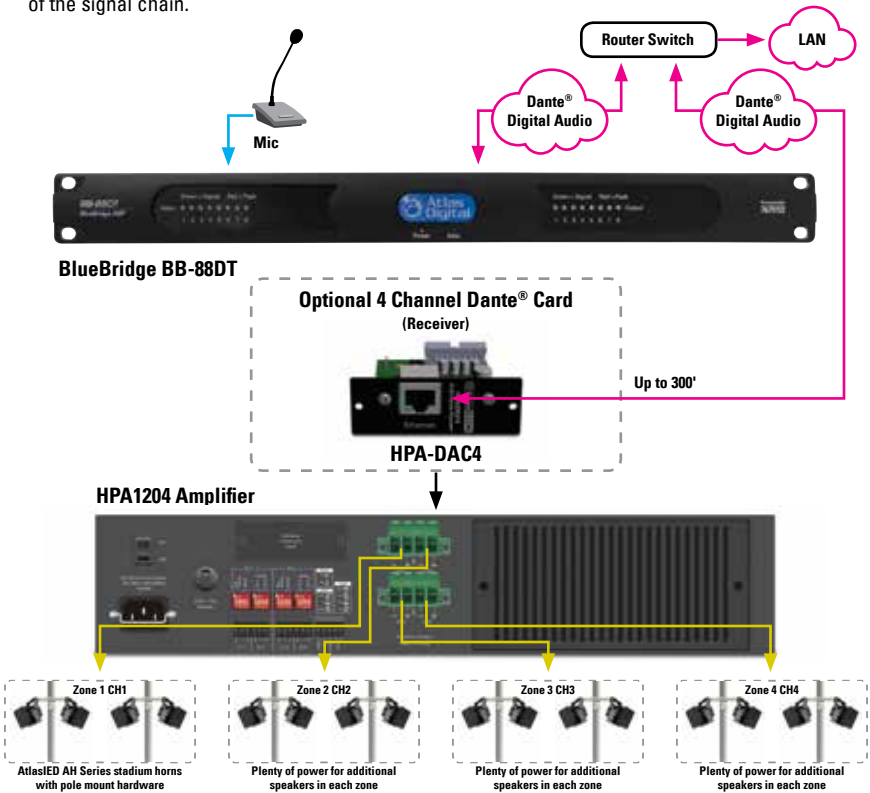 of the signal chain.
Router Switch
LAN
Dante®
Digital Audio
Dante®
Digital Audio
Mic
BB-88DT
Atlas
Digital
BlueBridge BB-88DT
Optional 4 Channel Dante® Card
(Receiver)
Up to 300'
Ethernet
HPA-DAC4
HPA1204 Amplifier
Zone 1 CH1
Zone 2 CH2
Zone 3 CH3
Zone 4 CH4
AtlasIED AH Series stadium horns
with pole mount hardware
Plenty of power for additional
speakers in each zone
Plenty of power for additional
speakers in each zone
Plenty of power for additional
speakers in each zone